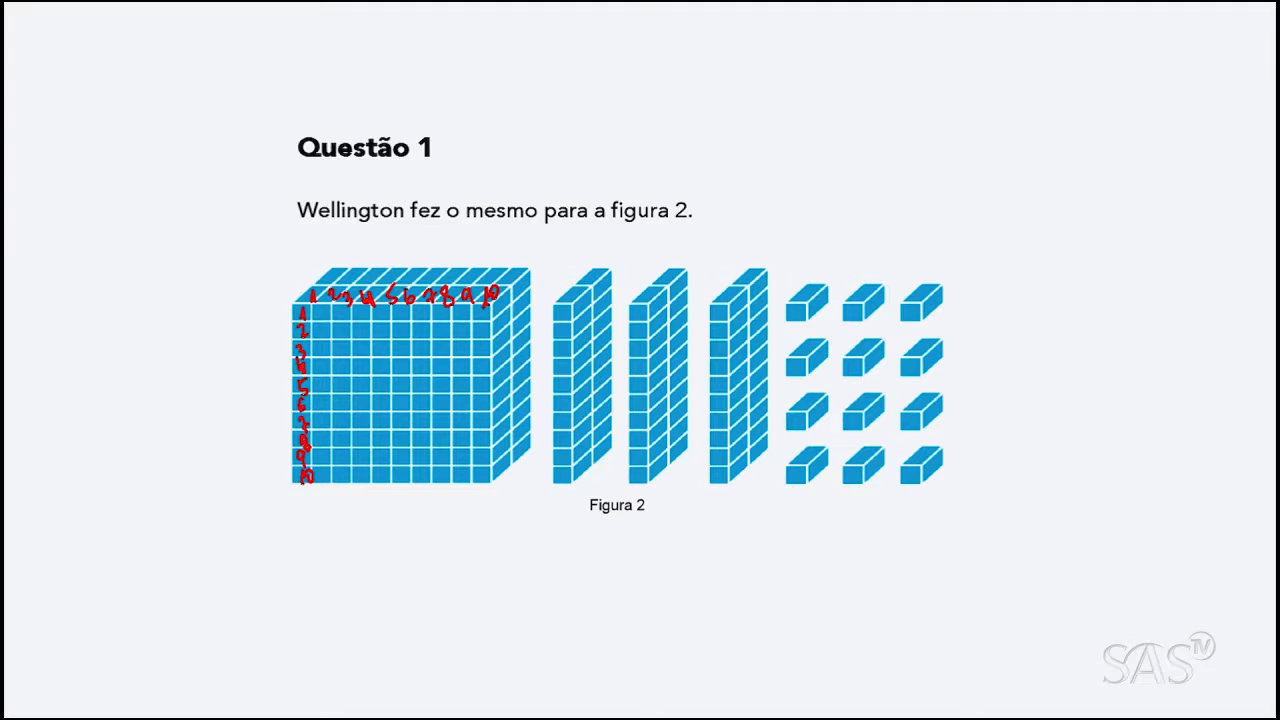 Questão 1
Wellington fez o mesmo para a figura 2.
1 2 3 4 5 6 7 8 9 10
1
2
3
4
5
6
7
8
9
10
Figura 2
SAS TV